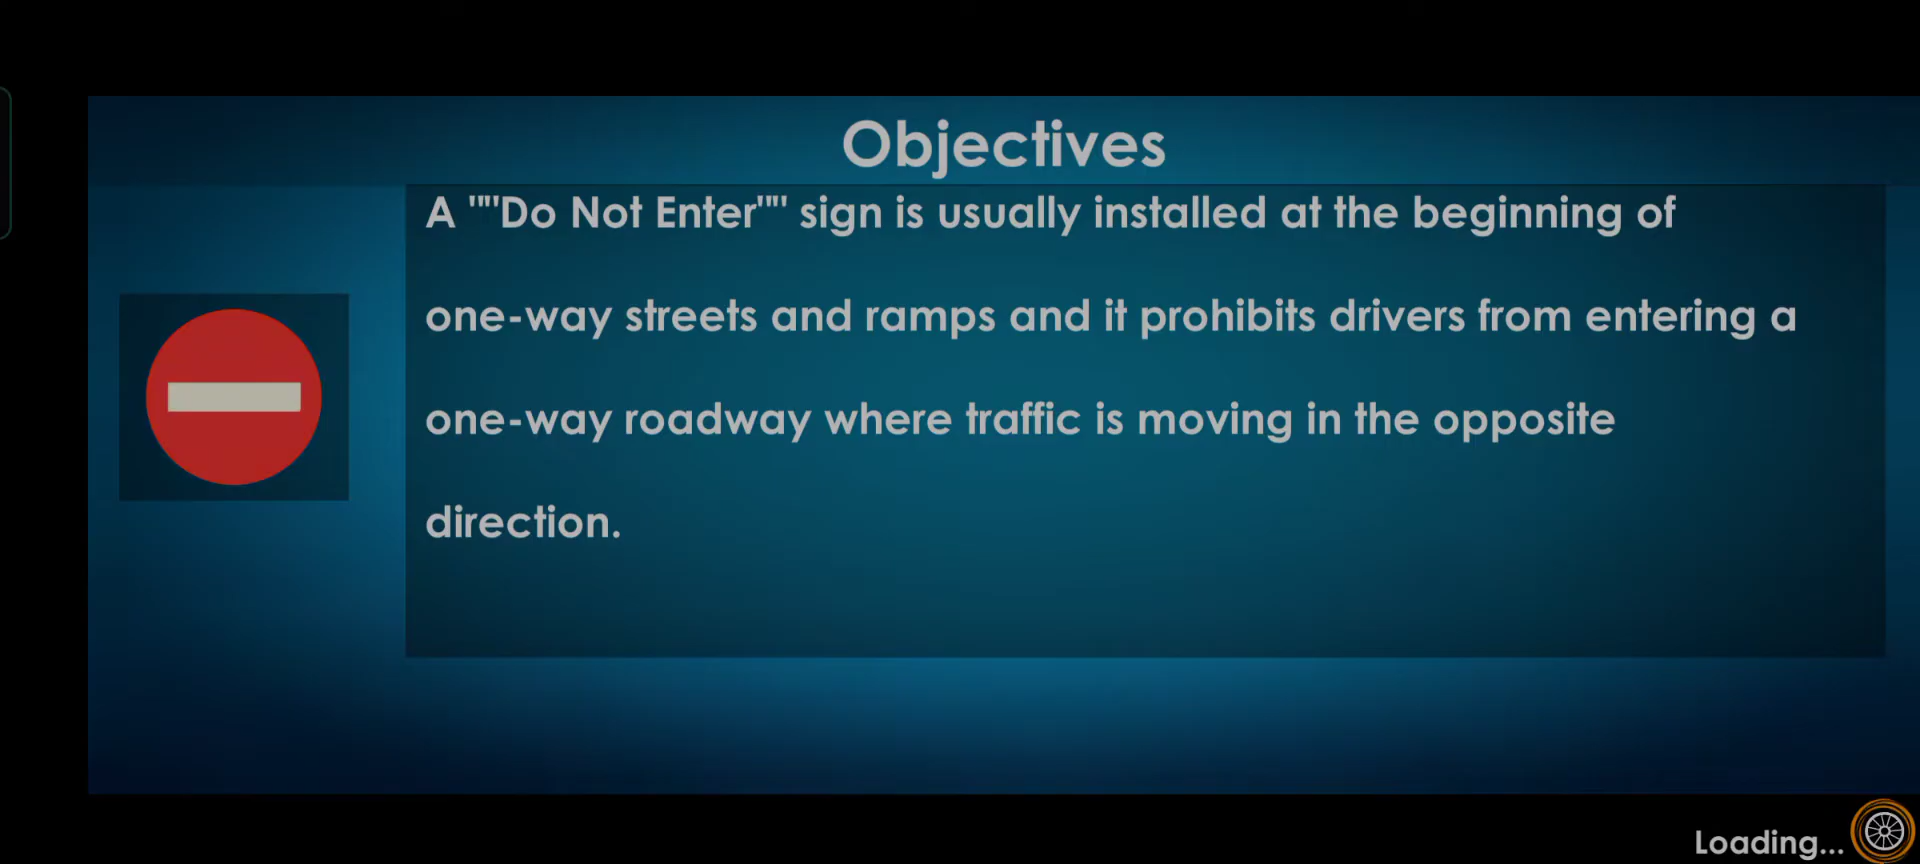 Objectives
A ""Do Not Enter"" sign is usually installed at the beginning of
one-way streets and ramps and it prohibits drivers from entering a
one-way roadway where traffic is moving in the opposite
direction.
Loading...